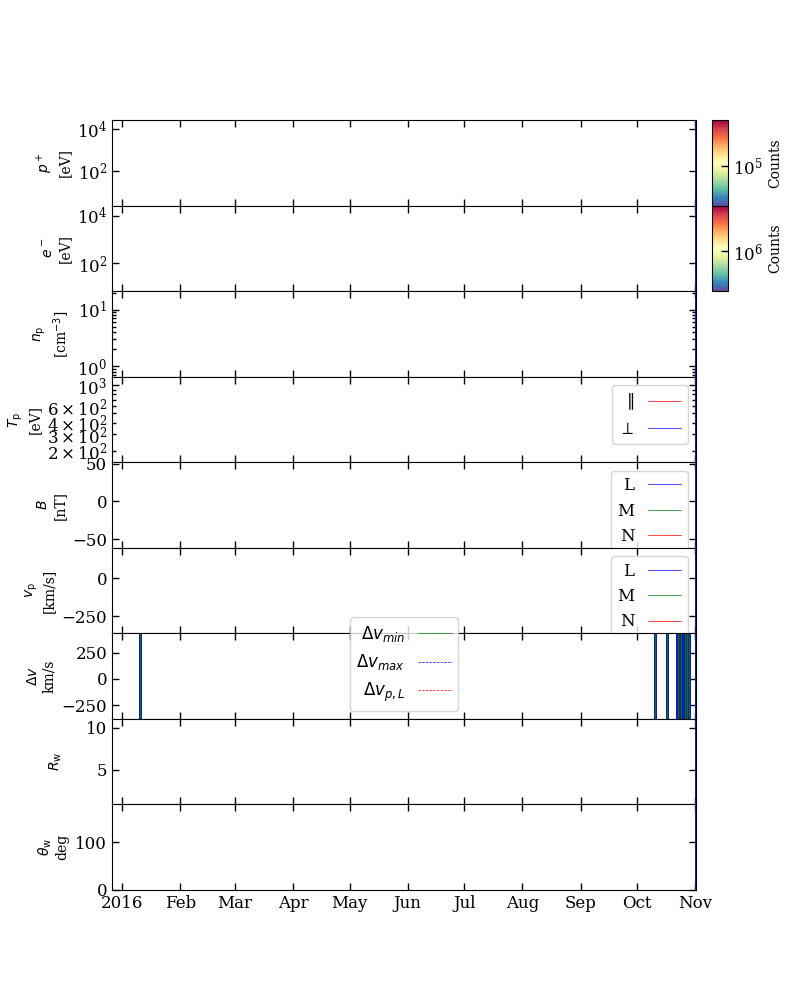 10⁴
10²
p⁺
[eV]
10⁵
Counts
10⁴
10²
e⁻
[eV]
10⁶
Counts
10¹
10⁰
nₚ
[cm⁻³]
10³
6 × 10²
4 × 10²
3 × 10²
2 × 10²
Tₚ
[eV]
∥
⊥
50
0
−50
B
[nT]
L
M
N
0
−250
vₚ
[km/s]
L
M
N
250
0
−250
Δv
km/s
Δv_min
Δv_max
Δv_p,L
10
5
R_w
100
0
θ_w
deg
2016 Feb Mar Apr May Jun Jul Aug Sep Oct Nov